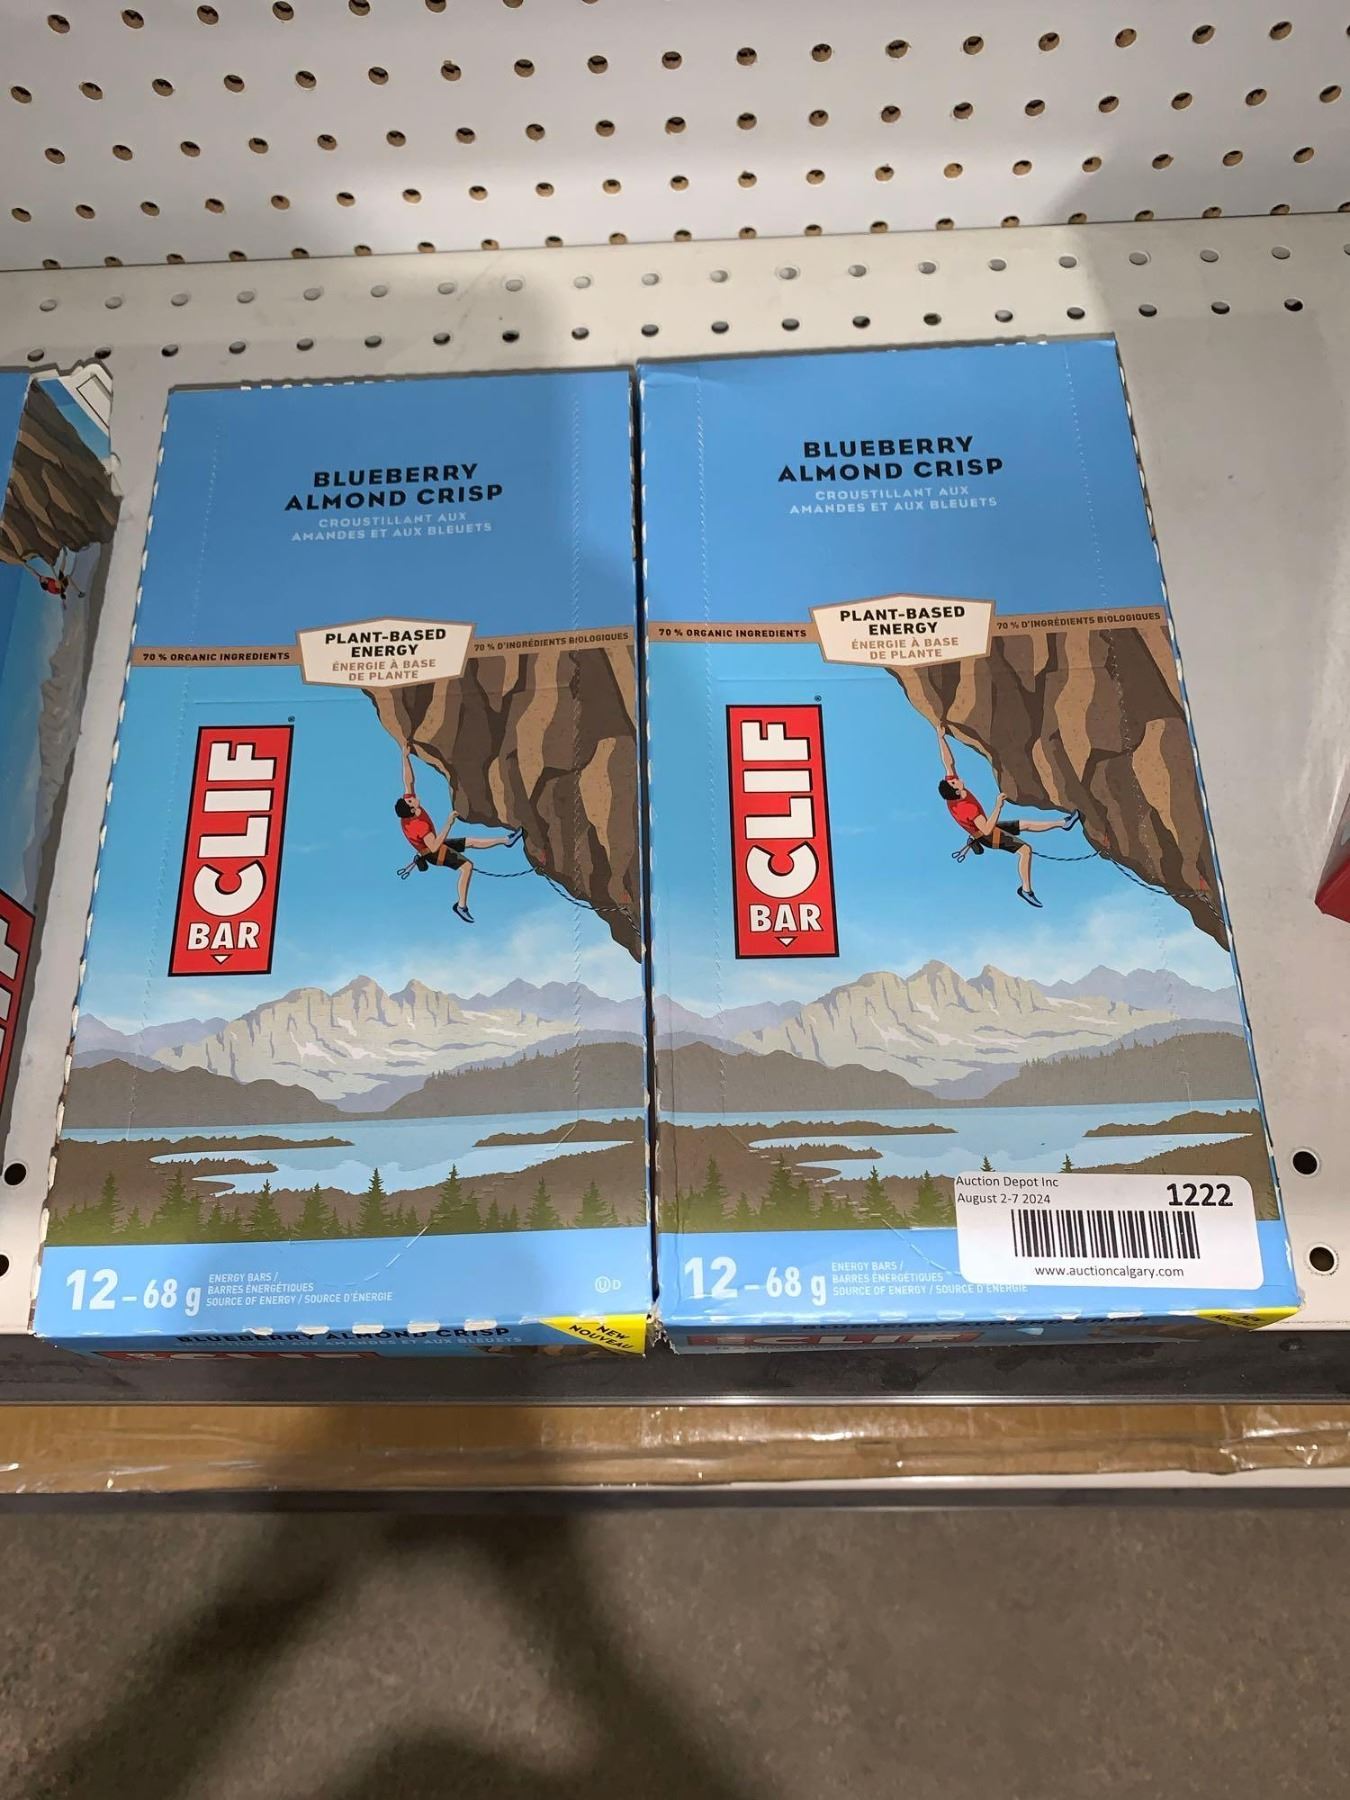 BLUEBERRY
ALMOND CRISP
CROUSTILLANT AUX
AMANDES ET AUX BLEUETS
70 % ORGANIC INGREDIENTS
PLANT-BASED
ENERGY
ÉNERGIE À BASE
DE PLANTE
70 % D'INGRÉDIENTS BIOLOGIQUES
CLIF
BAR
12-68 g
ENERGY BARS /
BARRES ÉNERGÉTIQUES
SOURCE OF ENERGY / SOURCE D'ÉNERGIE
U D
BLUEBERRY ALMOND CRISP
NEW
NOUVEAU
BLUEBERRY
ALMOND CRISP
CROUSTILLANT AUX
AMANDES ET AUX BLEUETS
70 % ORGANIC INGREDIENTS
PLANT-BASED
ENERGY
ÉNERGIE À BASE
DE PLANTE
70 % D'INGRÉDIENTS BIOLOGIQUES
CLIF
BAR
12-68 g
ENERGY BARS /
BARRES ÉNERGÉTIQUES
SOURCE OF ENERGY / SOURCE D'ÉNERGIE
Auction Depot Inc
August 2-7 2024
1222
www.auctioncalgary.com